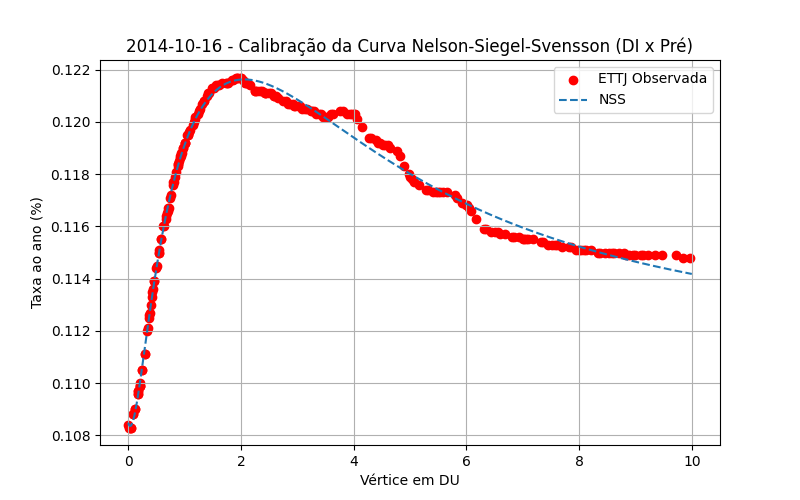 2014-10-16 - Calibração da Curva Nelson-Siegel-Svensson (DI x Pré)
ETTJ Observada
NSS
Taxa ao ano (%)
0.122
0.120
0.118
0.116
0.114
0.112
0.110
0.108
0 2 4 6 8 10
Vértice em DU